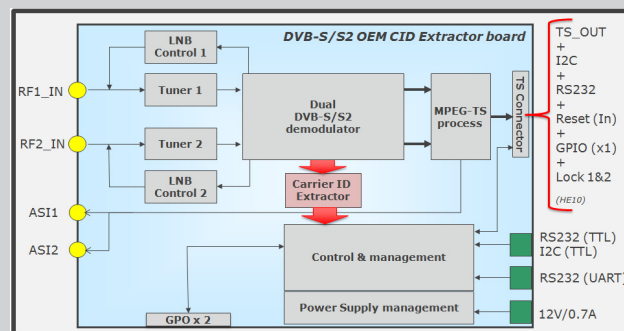 DVB-S/S2 OEM CID Extractor board
LNB
Control 1
RF1_IN
Tuner 1
Dual
DVB-S/S2
demodulator
MPEG-TS
process
TS Connector
RF2_IN
Tuner 2
LNB
Control 2
Carrier ID
Extractor
ASI1
ASI2
Control & management
Power Supply management
GPO x 2
TS_OUT
+
I2C
+
RS232
+
Reset (In)
+
GPIO (x1)
+
Lock 1&2
(HE10)
RS232 (TTL)
I2C (TTL)
RS232 (UART)
12V/0.7A